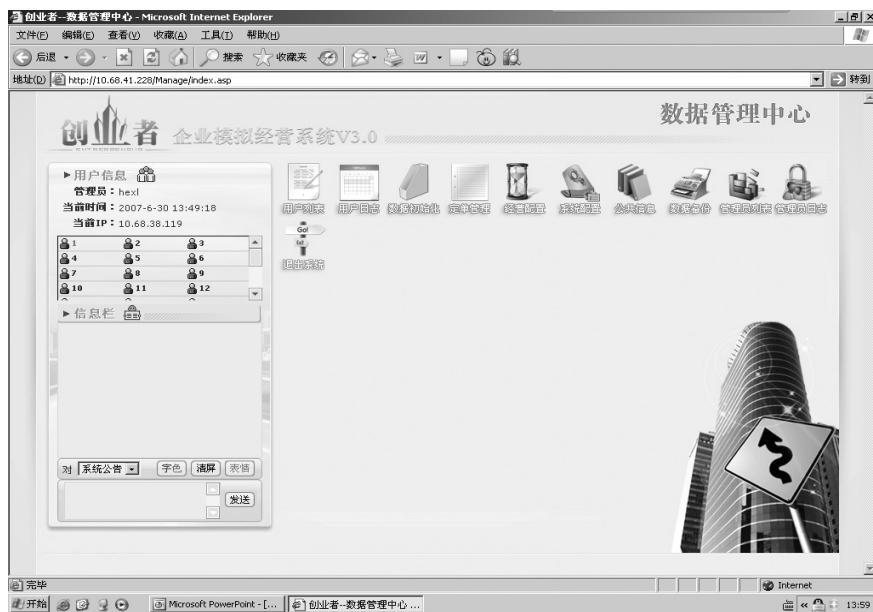 创业者--数据管理中心 - Microsoft Internet Explorer
文件(F) 编辑(E) 查看(V) 收藏(A) 工具(T) 帮助(H)
后退 搜索 收藏夹
地址(D) http://10.68.41.228/Manage/index.asp 转到
创业者 企业模拟经营系统V3.0
ENTREPRENEURS
数据管理中心
用户信息
管理员：hexl
当前时间：2007-6-30 13:49:18
当前IP：10.68.38.119
1 2 3
4 5 6
7 8 9
10 11 12
信息栏
对 系统公告 字色 清屏 表情
发送
用户列表 用户日志 数据初始化 定单管理 经营配置 系统配置 公共信息 数据备份 管理员列表 管理员日志
Go!
退出系统
完毕 Internet
开始 Microsoft PowerPoint - [... 创业者--数据管理中心 ... 13:59